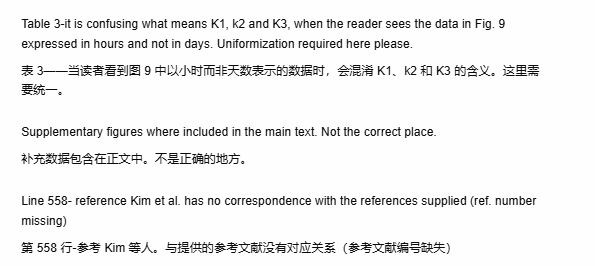 Table 3-it is confusing what means K1, k2 and K3, when the reader sees the data in Fig. 9
expressed in hours and not in days. Uniformization required here please.
表 3——当读者看到图 9 中以小时而非天数表示的数据时，会混淆 K1、k2 和 K3 的含义。这里需
要统一。
Supplementary figures where included in the main text. Not the correct place.
补充数据包含在正文中。不是正确的地方。
Line 558- reference Kim et al. has no correspondence with the references supplied (ref. number
missing)
第 558 行-参考 Kim 等人。与提供的参考文献没有对应关系（参考文献编号缺失）